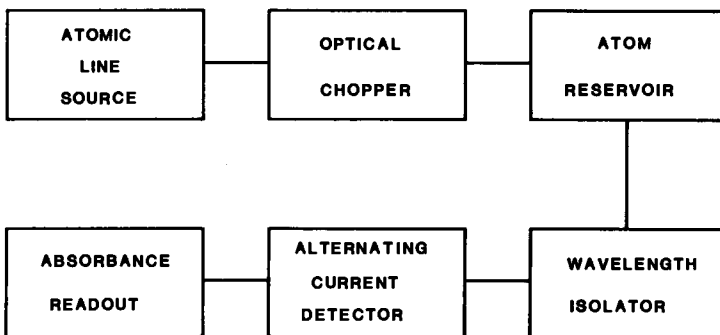 ATOMIC
LINE
SOURCE
OPTICAL
CHOPPER
ATOM
RESERVOIR
ABSORBANCE
READOUT
ALTERNATING
CURRENT
DETECTOR
WAVELENGTH
ISOLATOR